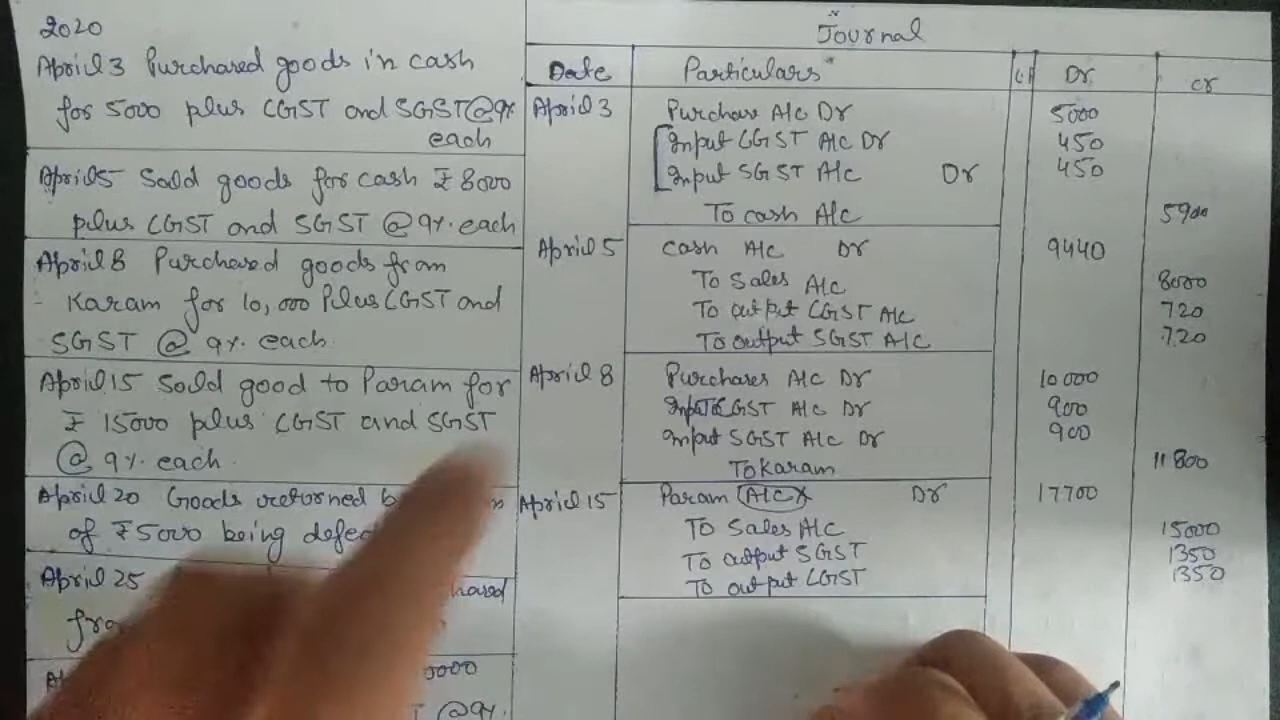 2020
April 3 Purchased goods in cash
for 5000 plus CGST and SGST @ 9%
each
April 5 Sold goods for cash ₹ 8000
plus CGST and SGST @ 9%. each
April 8 Purchased goods from
Karam for 10,000 Plus CGST and
SGST @ 9%. each
April 15 Sold good to Param for
₹ 15000 plus CGST and SGST
@ 9%. each.
April 20 Goods returned
of ₹ 5000 being
April 25
@ 9%.
Journal
Date Particulars Dr. Cr
April 3 Purchase A/c Dr 5000
Input CGST A/c Dr 450
Input SGST A/c Dr 450
To cash A/c 5900
April 5 Cash A/c Dr 9440
To Sales A/c 8000
To output CGST A/c 720
To output SGST A/c 720
April 8 Purchases A/c Dr 10000
Input CGST A/c Dr 900
Input SGST A/c Dr 900
To Karam 11800
April 15 Param A/c x Dr 17700
To Sales A/c 15000
To output SGST 1350
To output CGST 1350